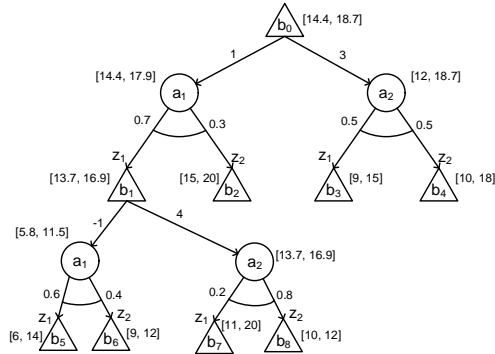 b0 [14.4, 18.7]
1 3
[14.4, 17.9] a1 a2 [12, 18.7]
0.7 0.3 0.5 0.5
z1 z2 z1 z2
[13.7, 16.9] b1 [15, 20] b2 b3 [9, 15] b4 [10, 18]
-1 4
[5.8, 11.5] a1 a2 [13.7, 16.9]
0.6 0.4 0.2 0.8
z1 z2 z1 z2
[6, 14] b5 b6 [9, 12] b7 [11, 20] b8 [10, 12]